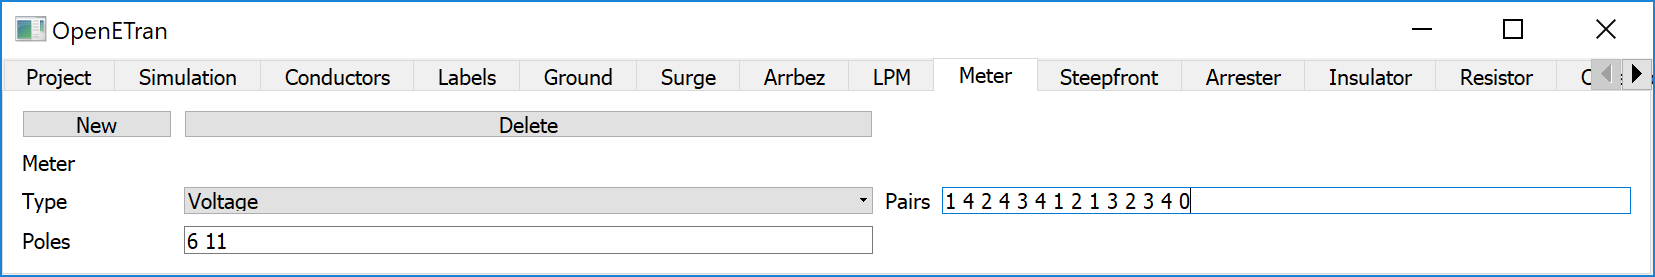 OpenETran
Project Simulation Conductors Labels Ground Surge Arrbez LPM Meter Steepfront Arrester Insulator Resistor
New Delete
Meter
Type Voltage Pairs 1 4 2 4 3 4 1 2 1 3 2 3 4 0
Poles 6 11